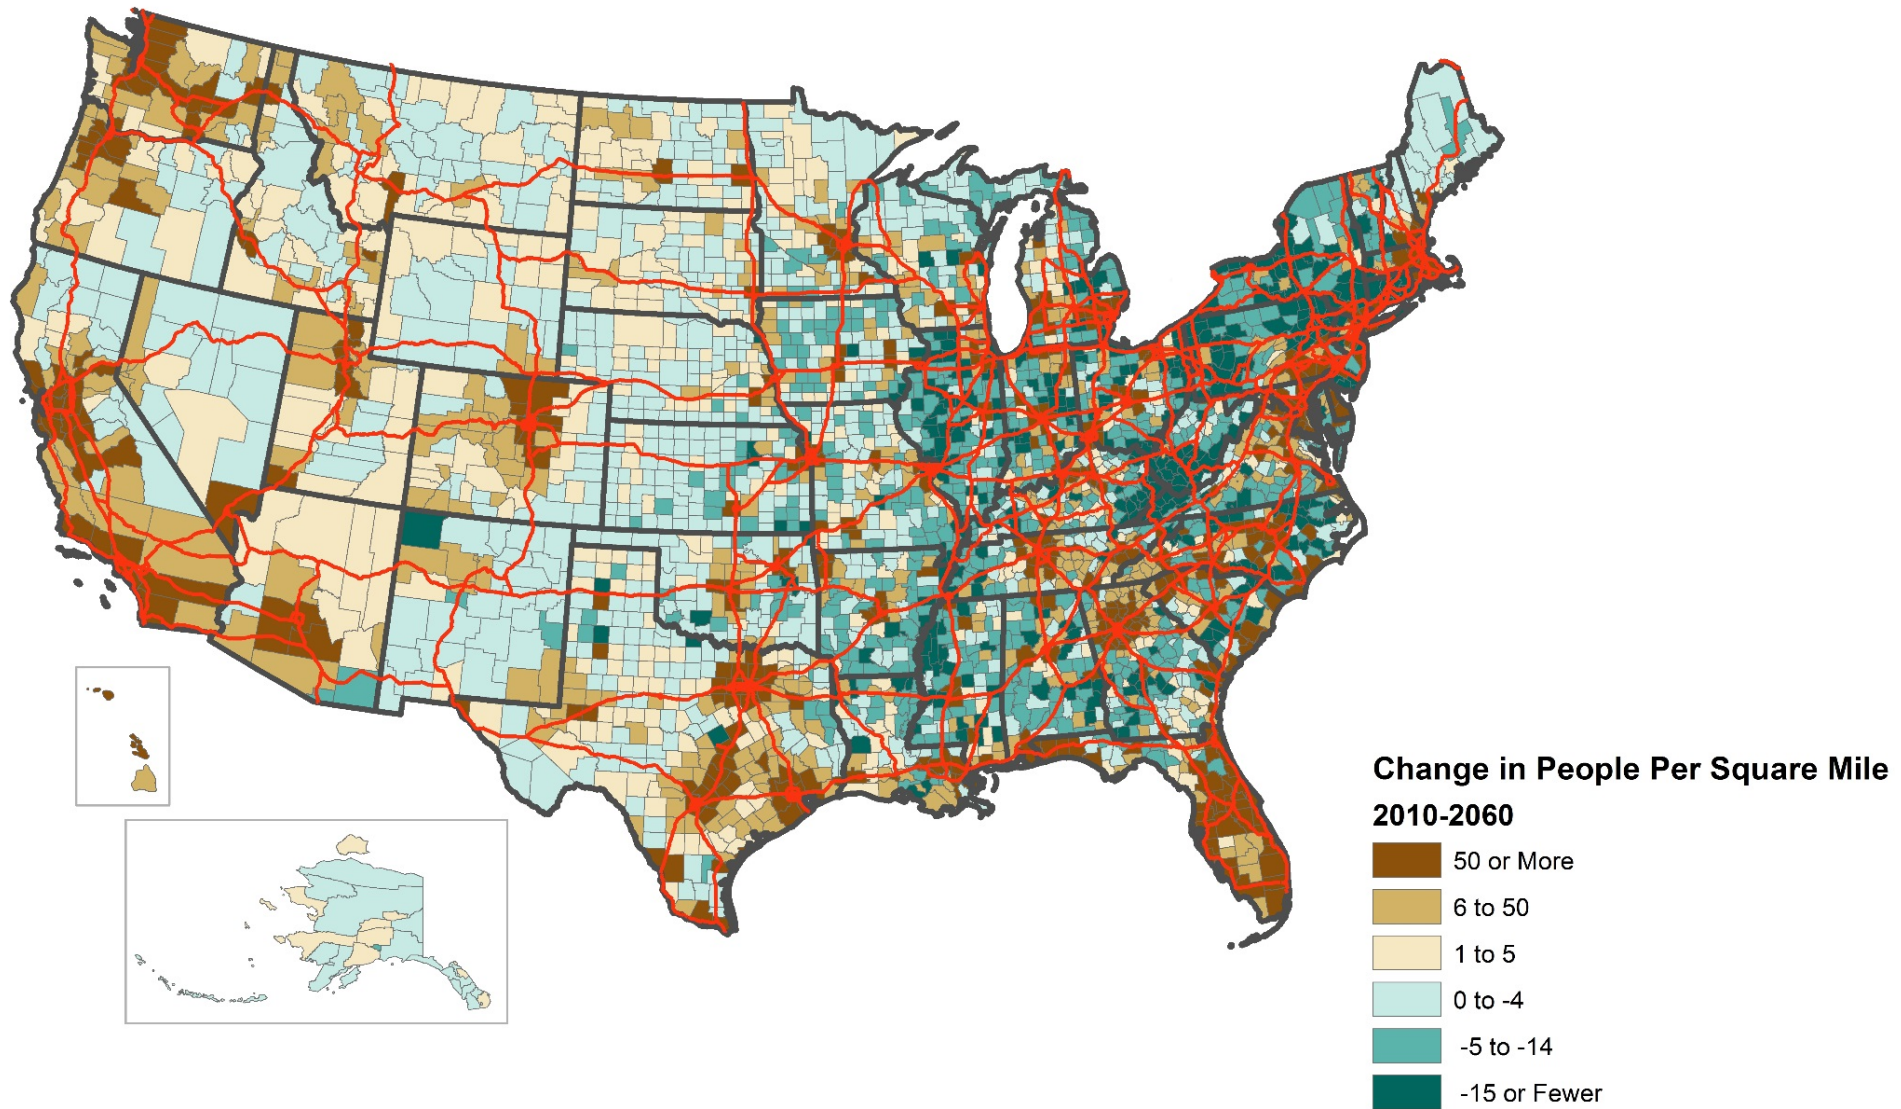 Change in People Per Square Mile
2010-2060
50 or More
6 to 50
1 to 5
0 to -4
-5 to -14
-15 or Fewer